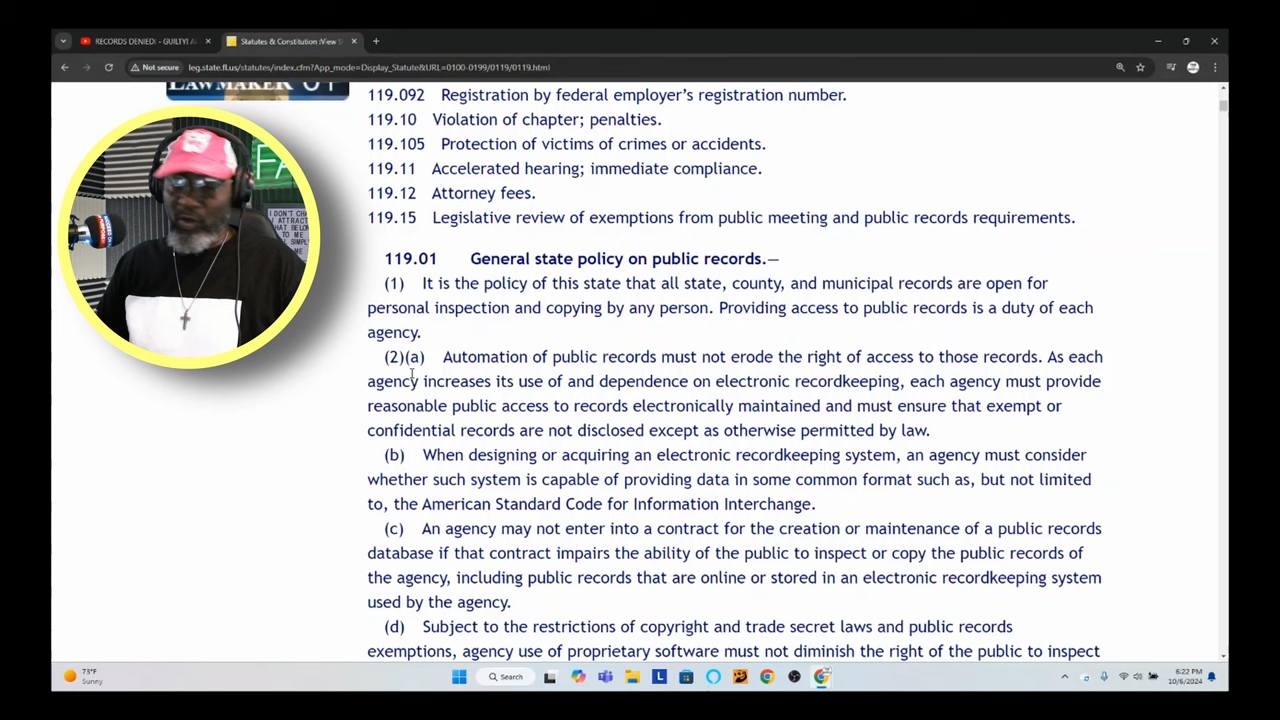 RECORDS DENIED! - GUILTY! A
Statutes & Constitution :View S
Not secure
leg.state.fl.us/statutes/index.cfm?App_mode=Display_Statute&URL=0100-0199/0119/0119.html
LAWMAKER
119.092 Registration by federal employer's registration number.
119.10 Violation of chapter; penalties.
119.105 Protection of victims of crimes or accidents.
119.11 Accelerated hearing; immediate compliance.
119.12 Attorney fees.
119.15 Legislative review of exemptions from public meeting and public records requirements.
119.01 General state policy on public records.—
(1) It is the policy of this state that all state, county, and municipal records are open for
personal inspection and copying by any person. Providing access to public records is a duty of each
agency.
(2)(a) Automation of public records must not erode the right of access to those records. As each
agency increases its use of and dependence on electronic recordkeeping, each agency must provide
reasonable public access to records electronically maintained and must ensure that exempt or
confidential records are not disclosed except as otherwise permitted by law.
(b) When designing or acquiring an electronic recordkeeping system, an agency must consider
whether such system is capable of providing data in some common format such as, but not limited
to, the American Standard Code for Information Interchange.
(c) An agency may not enter into a contract for the creation or maintenance of a public records
database if that contract impairs the ability of the public to inspect or copy the public records of
the agency, including public records that are online or stored in an electronic recordkeeping system
used by the agency.
(d) Subject to the restrictions of copyright and trade secret laws and public records
exemptions, agency use of proprietary software must not diminish the right of the public to inspect
FA
I DON'T CH
ATTRAC
HAT BELON
TO ME
SIMPL
ME
73°F
Sunny
Search
6:22 PM
10/6/2024